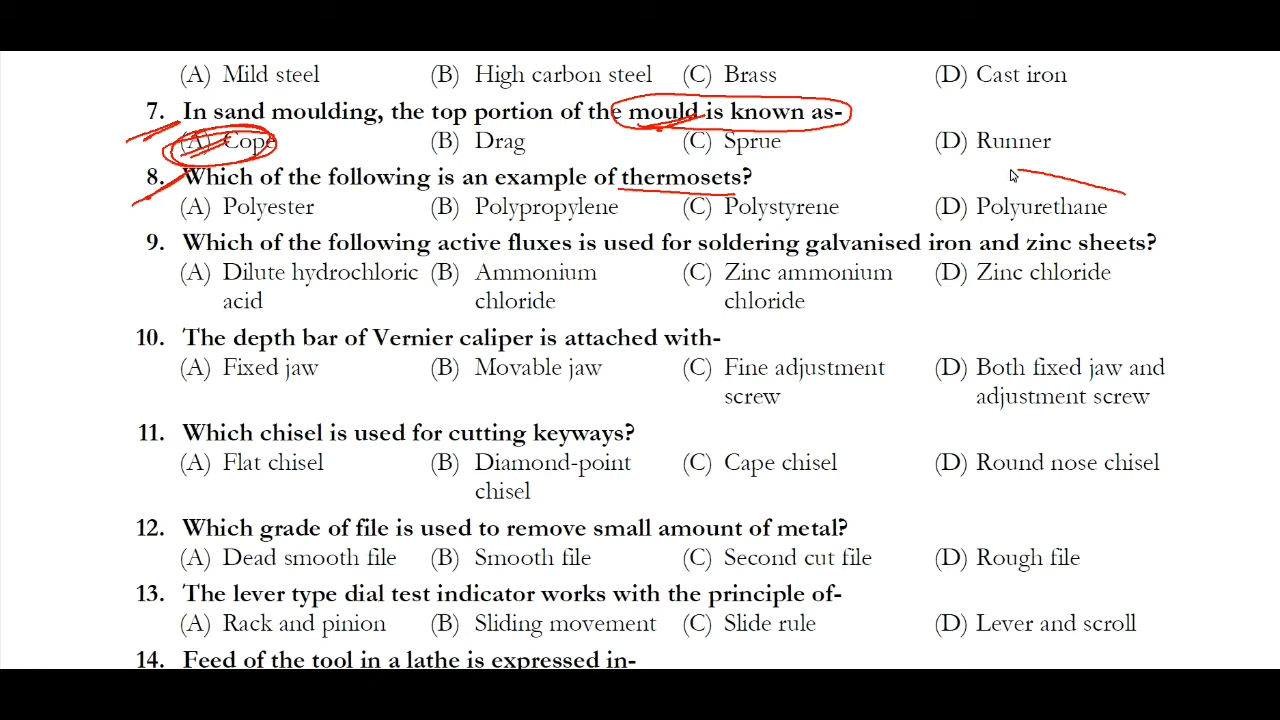 (A) Mild steel (B) High carbon steel (C) Brass (D) Cast iron
7. In sand moulding, the top portion of the mould is known as-
(A) Cope (B) Drag (C) Sprue (D) Runner
8. Which of the following is an example of thermosets?
(A) Polyester (B) Polypropylene (C) Polystyrene (D) Polyurethane
9. Which of the following active fluxes is used for soldering galvanised iron and zinc sheets?
(A) Dilute hydrochloric (B) Ammonium (C) Zinc ammonium (D) Zinc chloride
acid chloride chloride
10. The depth bar of Vernier caliper is attached with-
(A) Fixed jaw (B) Movable jaw (C) Fine adjustment (D) Both fixed jaw and
screw adjustment screw
11. Which chisel is used for cutting keyways?
(A) Flat chisel (B) Diamond-point (C) Cape chisel (D) Round nose chisel
chisel
12. Which grade of file is used to remove small amount of metal?
(A) Dead smooth file (B) Smooth file (C) Second cut file (D) Rough file
13. The lever type dial test indicator works with the principle of-
(A) Rack and pinion (B) Sliding movement (C) Slide rule (D) Lever and scroll
14. Feed of the tool in a lathe is expressed in-